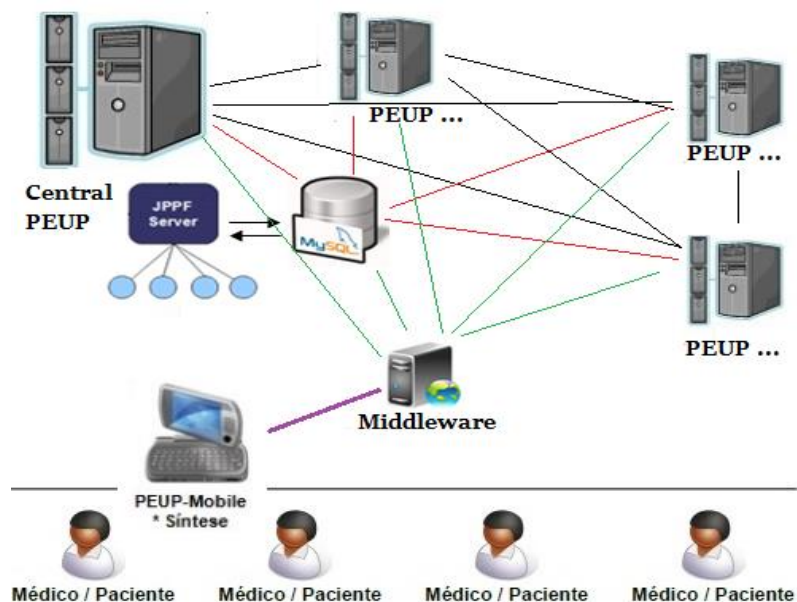 PEUP ...
PEUP ...
Central
PEUP
JPPF
Server
MySQL
PEUP ...
Middleware
PEUP-Mobile
* Síntese
Médico / Paciente
Médico / Paciente
Médico / Paciente
Médico / Paciente